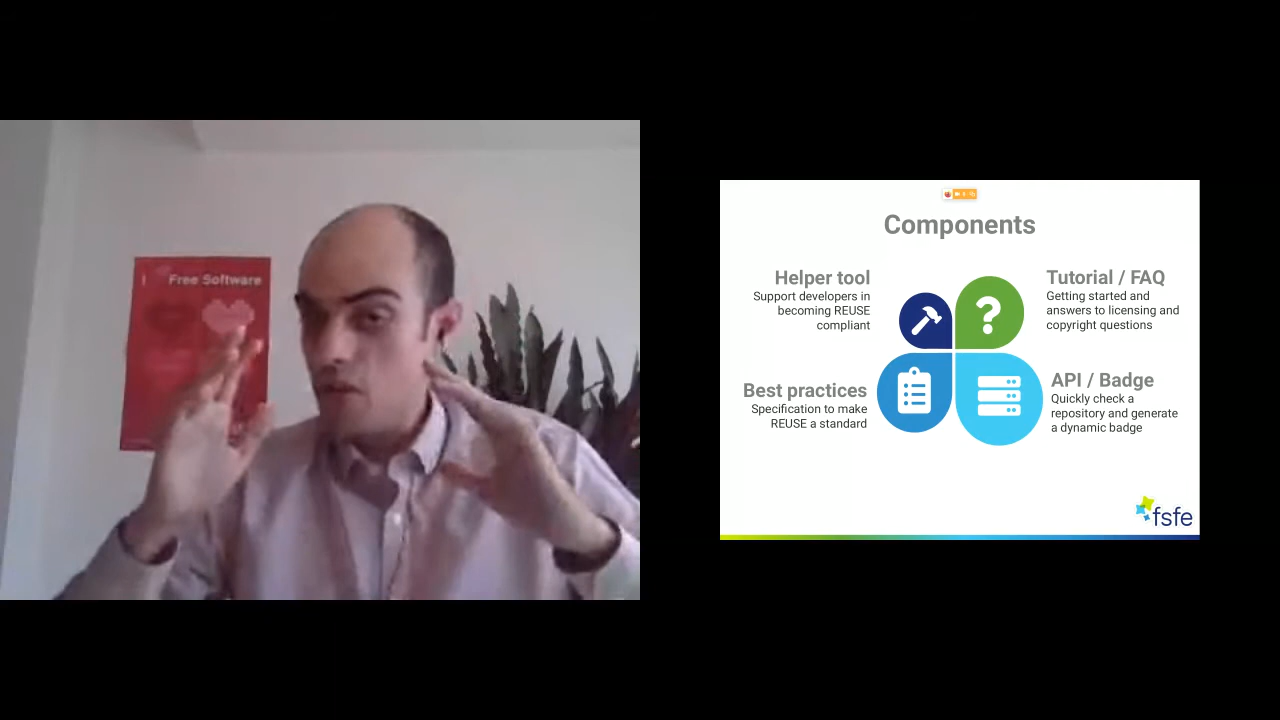 Free Software
Components
Helper tool
Support developers in
becoming REUSE
compliant
Tutorial / FAQ
Getting started and
answers to licensing and
copyright questions
Best practices
Specification to make
REUSE a standard
API / Badge
Quickly check a
repository and generate
a dynamic badge
fsfe